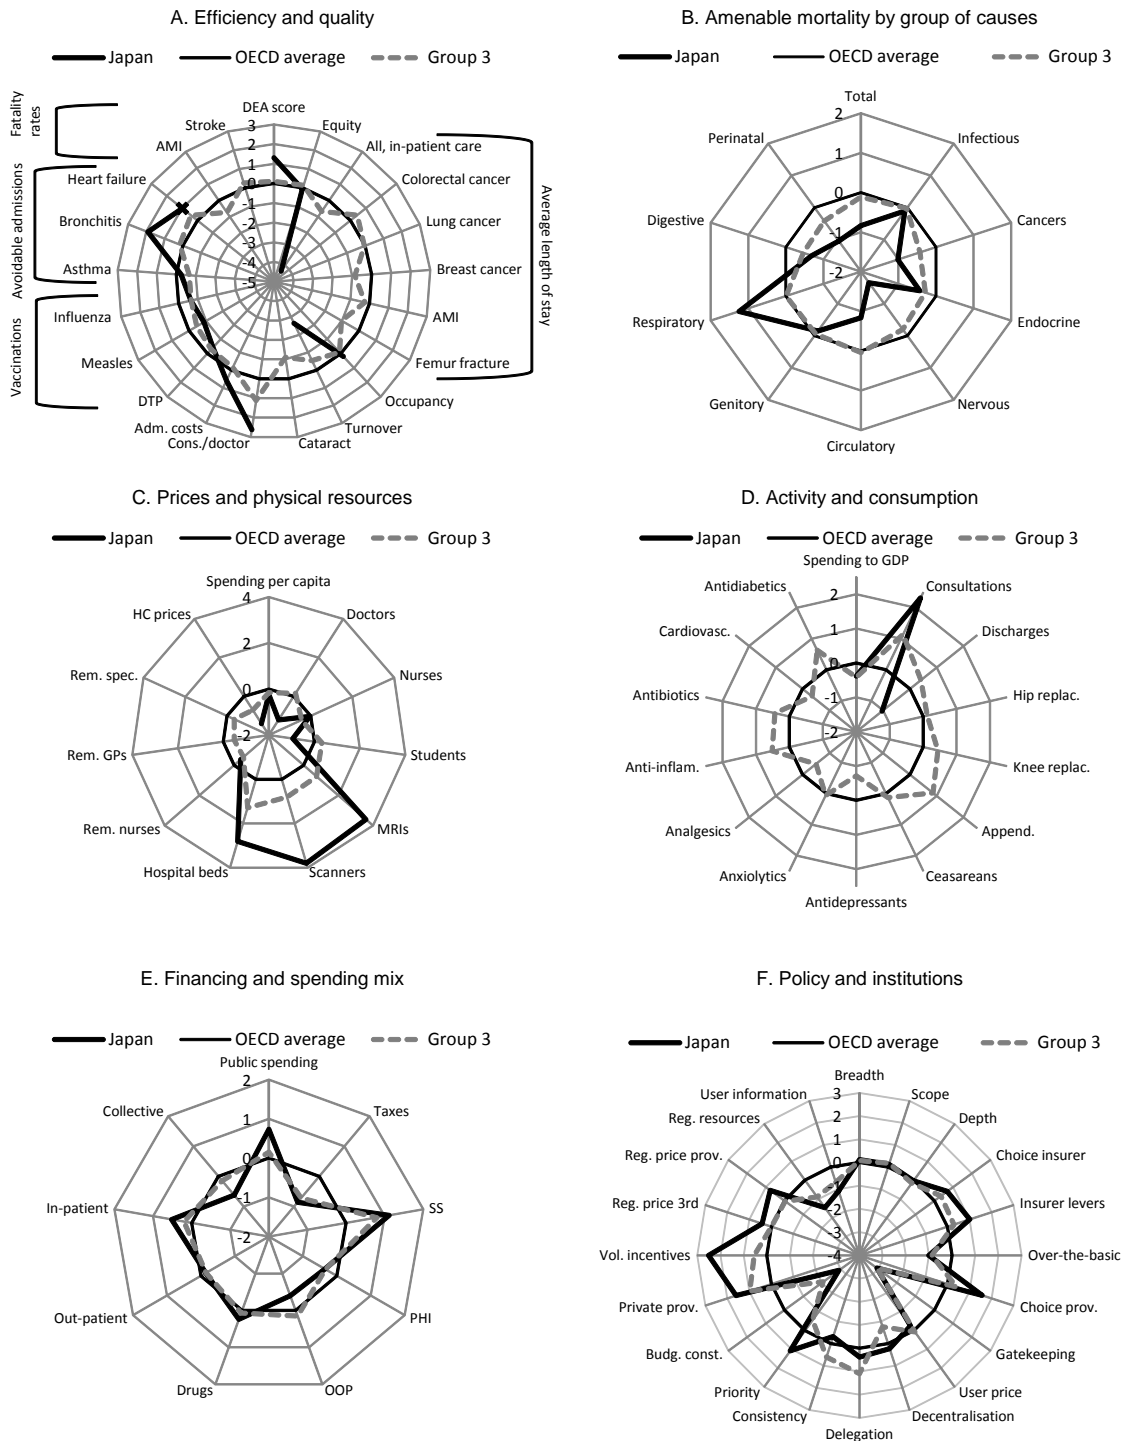 A. Efficiency and quality
Japan
OECD average
Group 3
Fatality rates
Avoidable admissions
Vaccinations
Average length of stay
DEA score
Equity
All, in-patient care
Colorectal cancer
Lung cancer
Breast cancer
AMI
Femur fracture
Occupancy
Turnover
Cataract
Cons./doctor
Adm. costs
DTP
Measles
Influenza
Asthma
Bronchitis
Heart failure
AMI
Stroke
3
2
1
0
-1
-2
-3
-4
-5
B. Amenable mortality by group of causes
Japan
OECD average
Group 3
Total
Infectious
Cancers
Endocrine
Nervous
Circulatory
Genitory
Respiratory
Digestive
Perinatal
2
1
0
-1
-2
C. Prices and physical resources
Japan
OECD average
Group 3
Spending per capita
Doctors
Nurses
Students
MRIs
Scanners
Hospital beds
Rem. nurses
Rem. GPs
Rem. spec.
HC prices
4
2
0
-2
D. Activity and consumption
Japan
OECD average
Group 3
Spending to GDP
Consultations
Discharges
Hip replac.
Knee replac.
Append.
Ceasareans
Antidepressants
Anxiolytics
Analgesics
Anti-inflam.
Antibiotics
Cardiovasc.
Antidiabetics
2
1
0
-1
-2
E. Financing and spending mix
Japan
OECD average
Group 3
Public spending
Taxes
SS
PHI
OOP
Drugs
Out-patient
In-patient
Collective
2
1
0
-1
-2
F. Policy and institutions
Japan
OECD average
Group 3
Breadth
Scope
Depth
Choice insurer
Insurer levers
Over-the-basic
Choice prov.
Gatekeeping
User price
Decentralisation
Delegation
Consistency
Priority
Budg. const.
Private prov.
Vol. incentives
Reg. price 3rd
Reg. price prov.
Reg. resources
User information
3
2
1
0
-1
-2
-3
-4